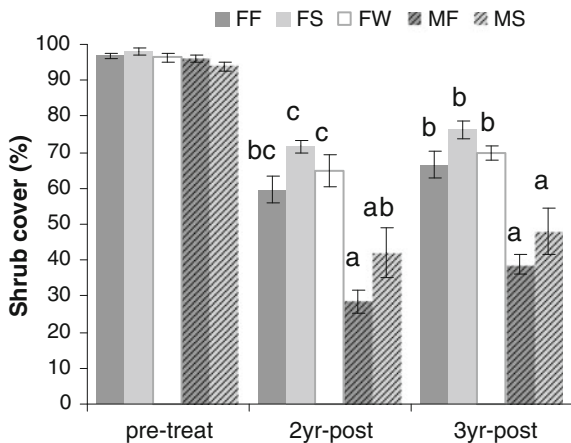 FF FS FW MF MS
Shrub cover (%)
100
90
80
70
60
50
40
30
20
10
0
bc c c a ab
b b b a a
pre-treat 2yr-post 3yr-post